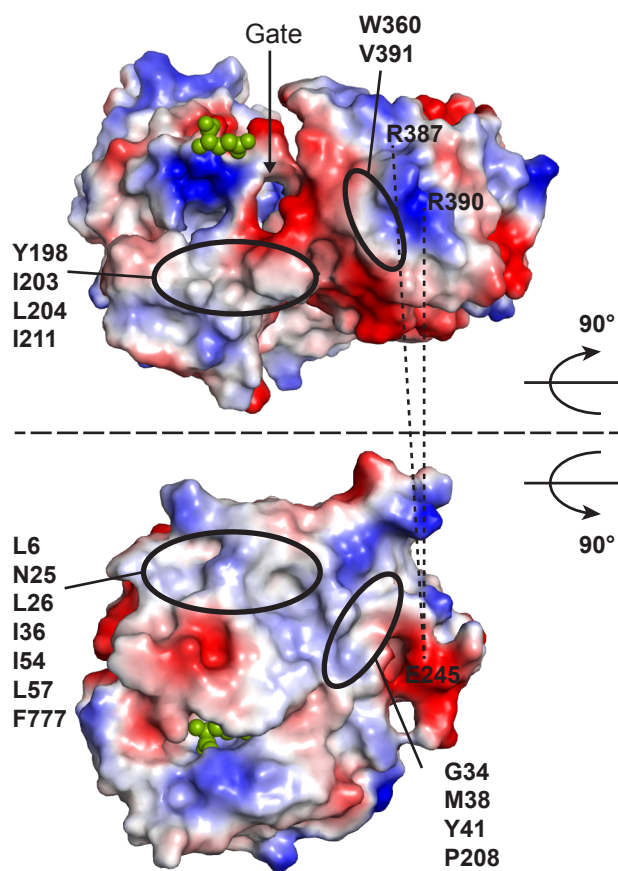 Gate
W360
V391
R387
R390
Y198
I203
L204
I211
90°
90°
L6
N25
L26
I36
I54
L57
F777
E245
G34
M38
Y41
P208